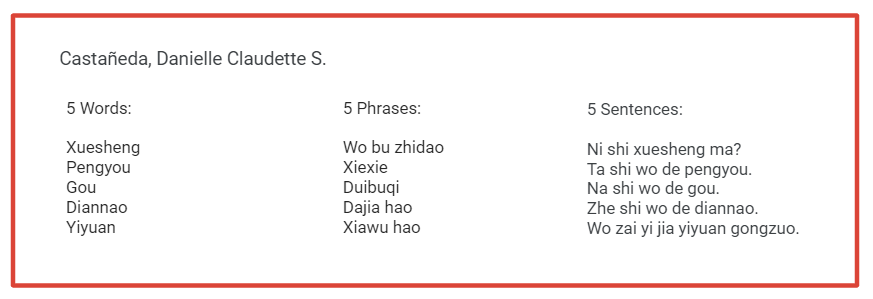 Castañeda, Danielle Claudette S.
5 Words:
Xuesheng
Pengyou
Gou
Diannao
Yiyuan
5 Phrases:
Wo bu zhidao
Xiexie
Duibuqi
Dajia hao
Xiawu hao
5 Sentences:
Ni shi xuesheng ma?
Ta shi wo de pengyou.
Na shi wo de gou.
Zhe shi wo de diannao.
Wo zai yi jia yiyuan gongzuo.